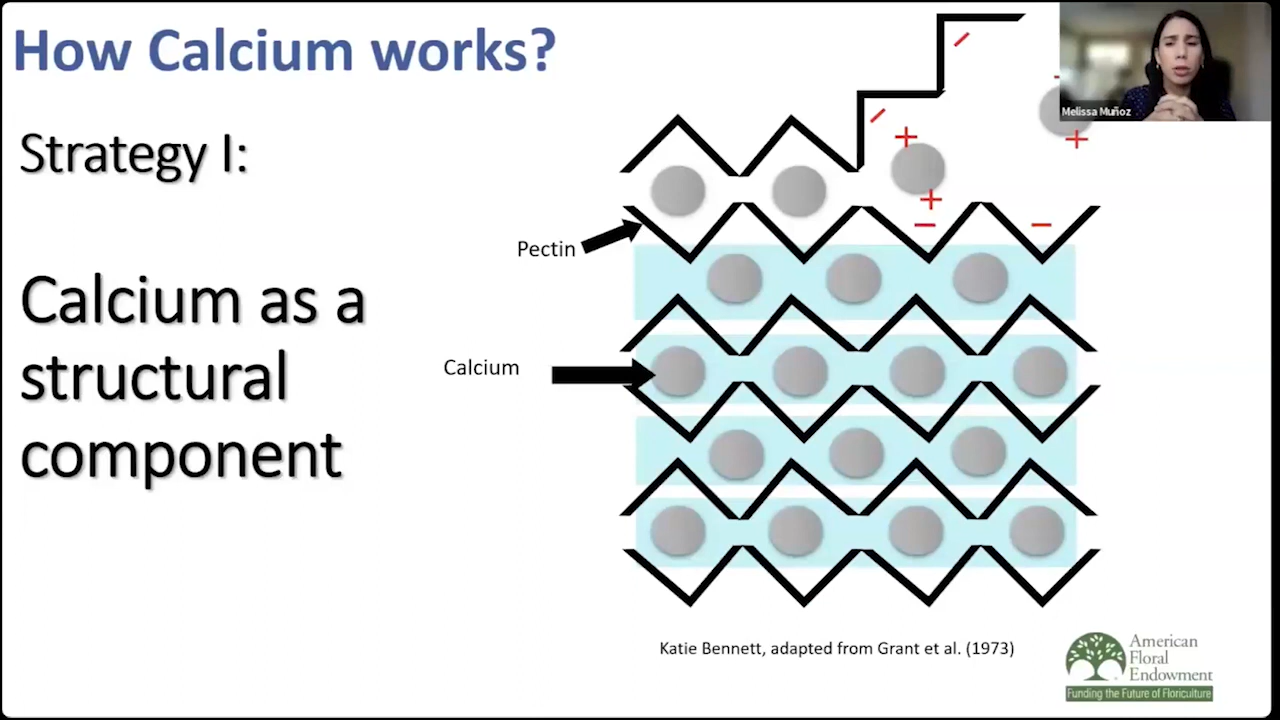 How Calcium works?
Melissa Muñoz
Strategy I:
Pectin
Calcium as a
structural
component
Calcium
Katie Bennett, adapted from Grant et al. (1973)
American
Floral
Endowment
Funding the Future of Floriculture